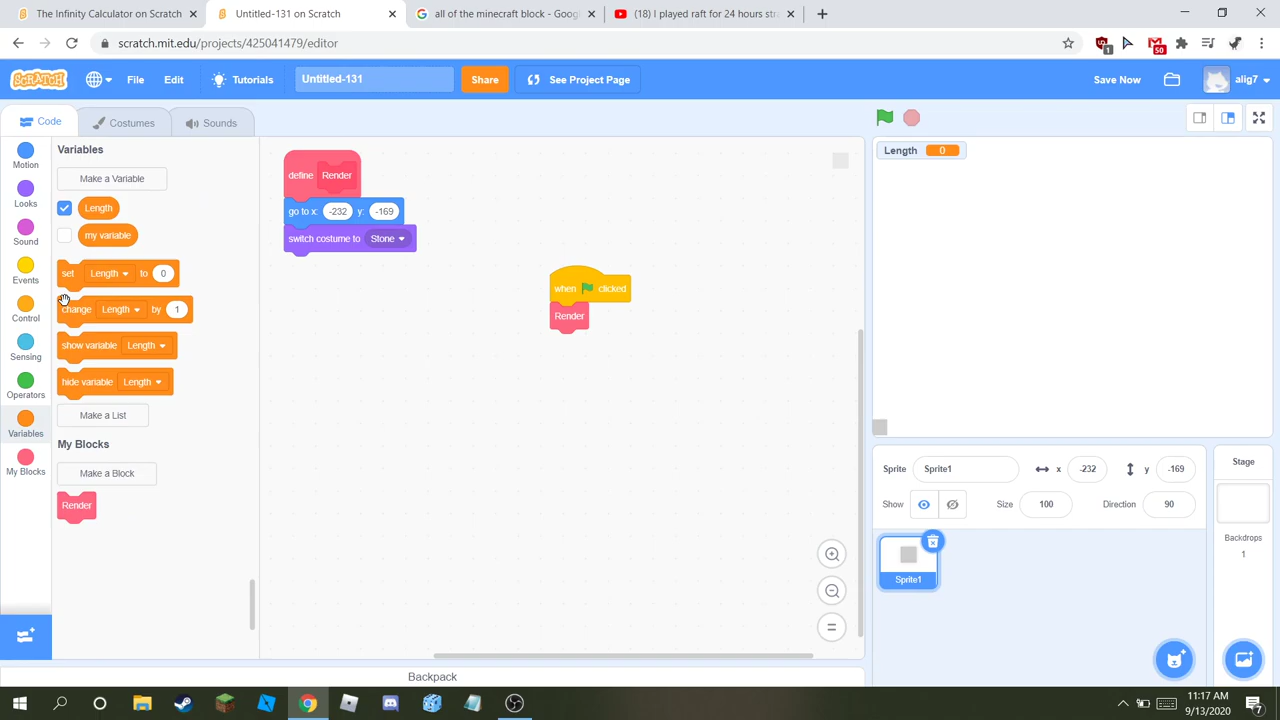 The Infinity Calculator on Scratch
Untitled-131 on Scratch
all of the minecraft block - Goog
(18) I played raft for 24 hours str
scratch.mit.edu/projects/425041479/editor
1
50
SCRATCH
File
Edit
Tutorials
Untitled-131
Share
See Project Page
Save Now
alig7
Code
Costumes
Sounds
Motion
Looks
Sound
Events
Control
Sensing
Operators
Variables
My Blocks
Variables
Make a Variable
Length
my variable
set Length to 0
change Length by 1
show variable Length
hide variable Length
Make a List
My Blocks
Make a Block
Render
define Render
go to x: -232 y: -169
switch costume to Stone
when clicked
Render
Length 0
Sprite Sprite1 x -232 y -169
Show Size 100 Direction 90
Sprite1
Stage
Backdrops
1
Backpack
11:17 AM
9/13/2020
7